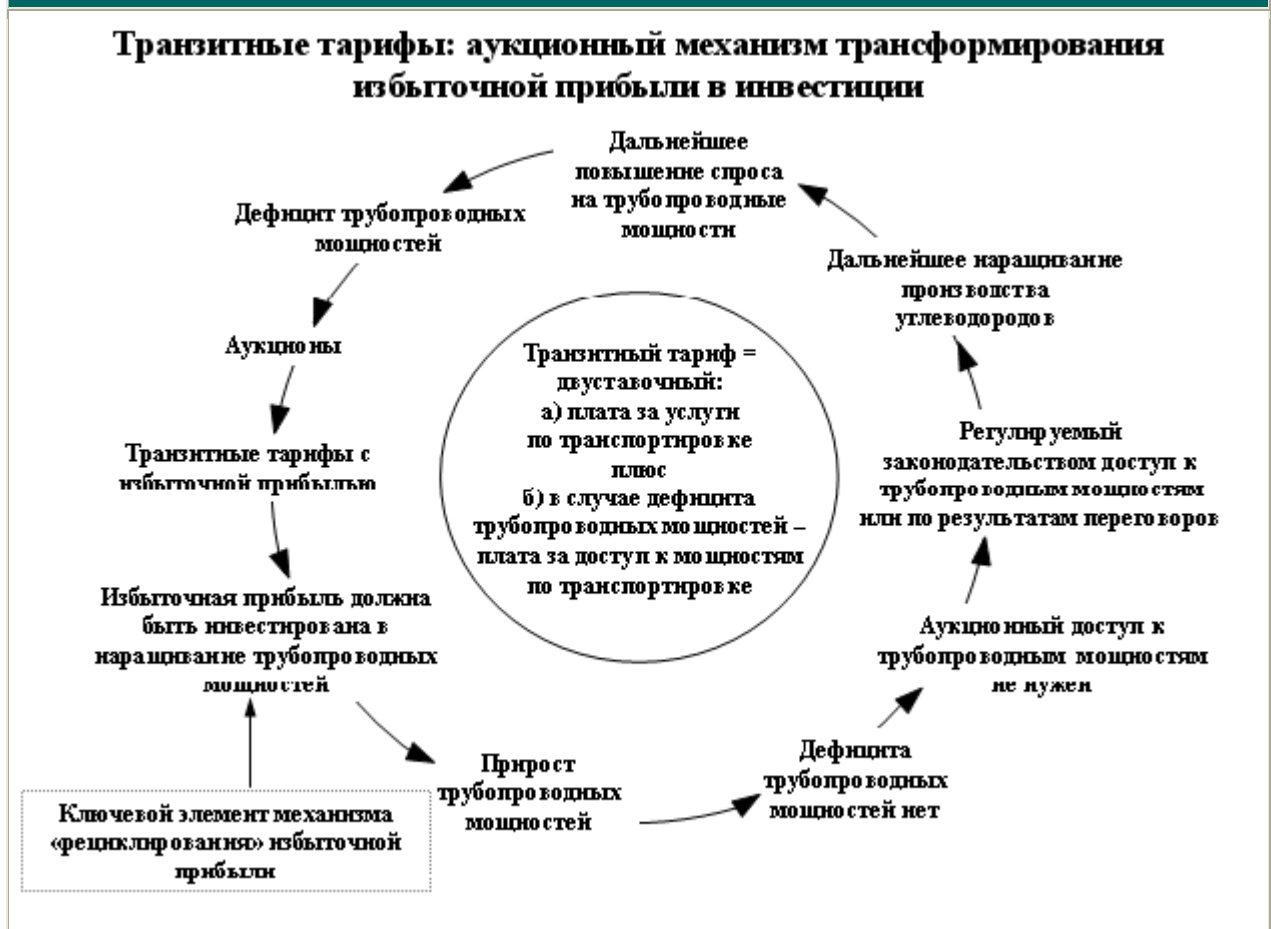 Транзитные тарифы: аукционный механизм трансформирования
избыточной прибыли в инвестиции
Дальнейшее
повышение спроса
на трубопроводные
мощности
Дефицит трубопроводных
мощностей
Аукционы
Транзитные тарифы с
избыточной прибылью
Избыточная прибыль должна
быть инвестирована в
наращивание трубопроводных
мощностей
Ключевой элемент механизма
«рециклирования» избыточной
прибыли
Прирост
трубопроводных
мощностей
Дефицита
трубопроводных
мощностей нет
Аукционный доступ к
трубопроводным мощностям
не нужен
Регулируемый
законодательством доступ к
трубопроводным мощностям
или по результатам переговоров
Дальнейшее наращивание
производства
углеводородов
Транзитный тариф =
двуставочный:
а) плата за услуги
по транспортировке
плюс
б) в случае дефицита
трубопроводных мощностей –
плата за доступ к мощностям
по транспортировке